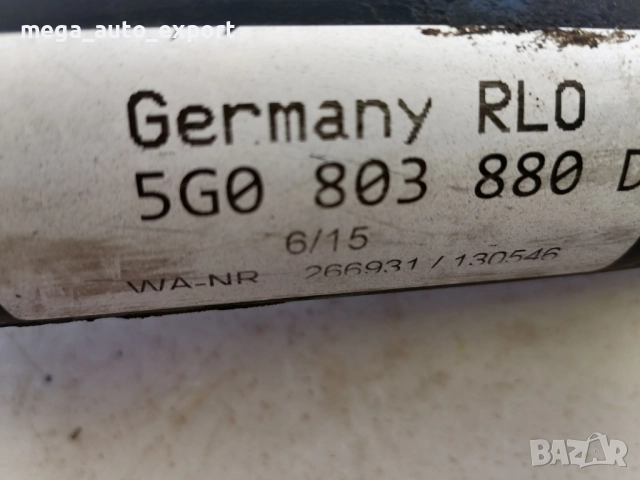 mega_auto_export
Germany RLO
5G0 803 880 D
6/15
WA-NR 266931 / 130546
BAZAR